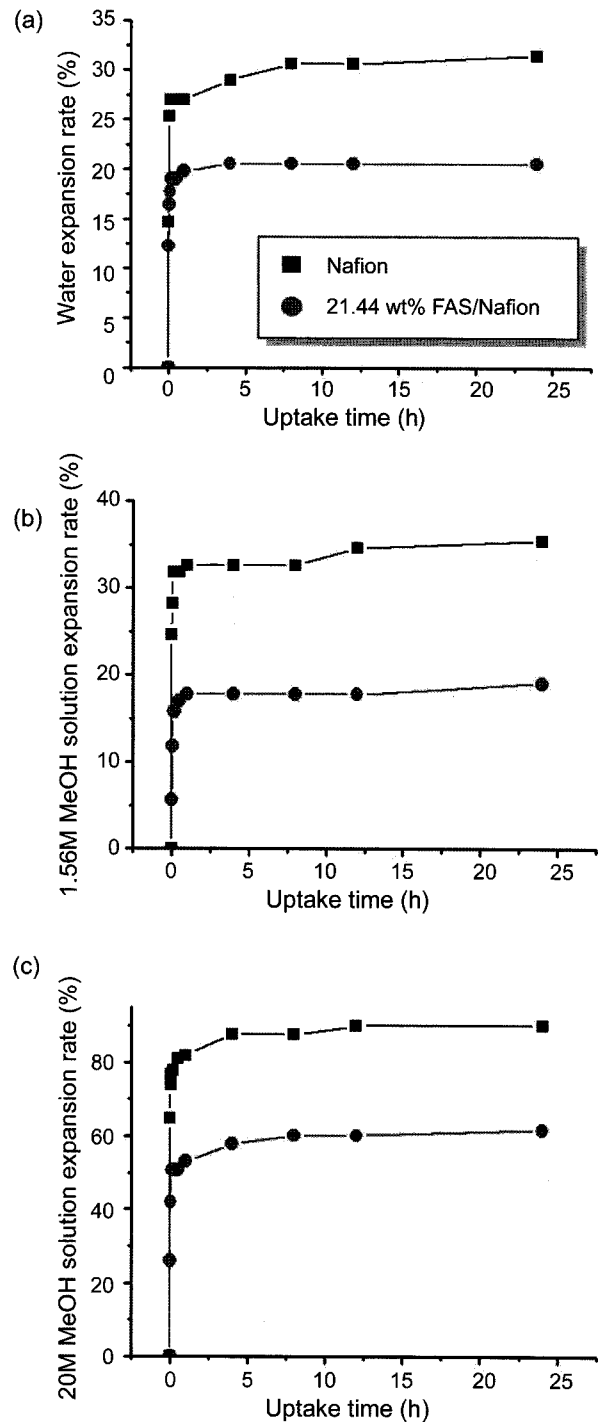 (a)
Water expansion rate (%)
35
30
25
20
15
10
5
0
Nafion
21.44 wt% FAS/Nafion
0 5 10 15 20 25
Uptake time (h)
(b)
1.56M MeOH solution expansion rate (%)
40
30
20
10
0
0 5 10 15 20 25
Uptake time (h)
(c)
20M MeOH solution expansion rate (%)
80
60
40
20
0
0 5 10 15 20 25
Uptake time (h)